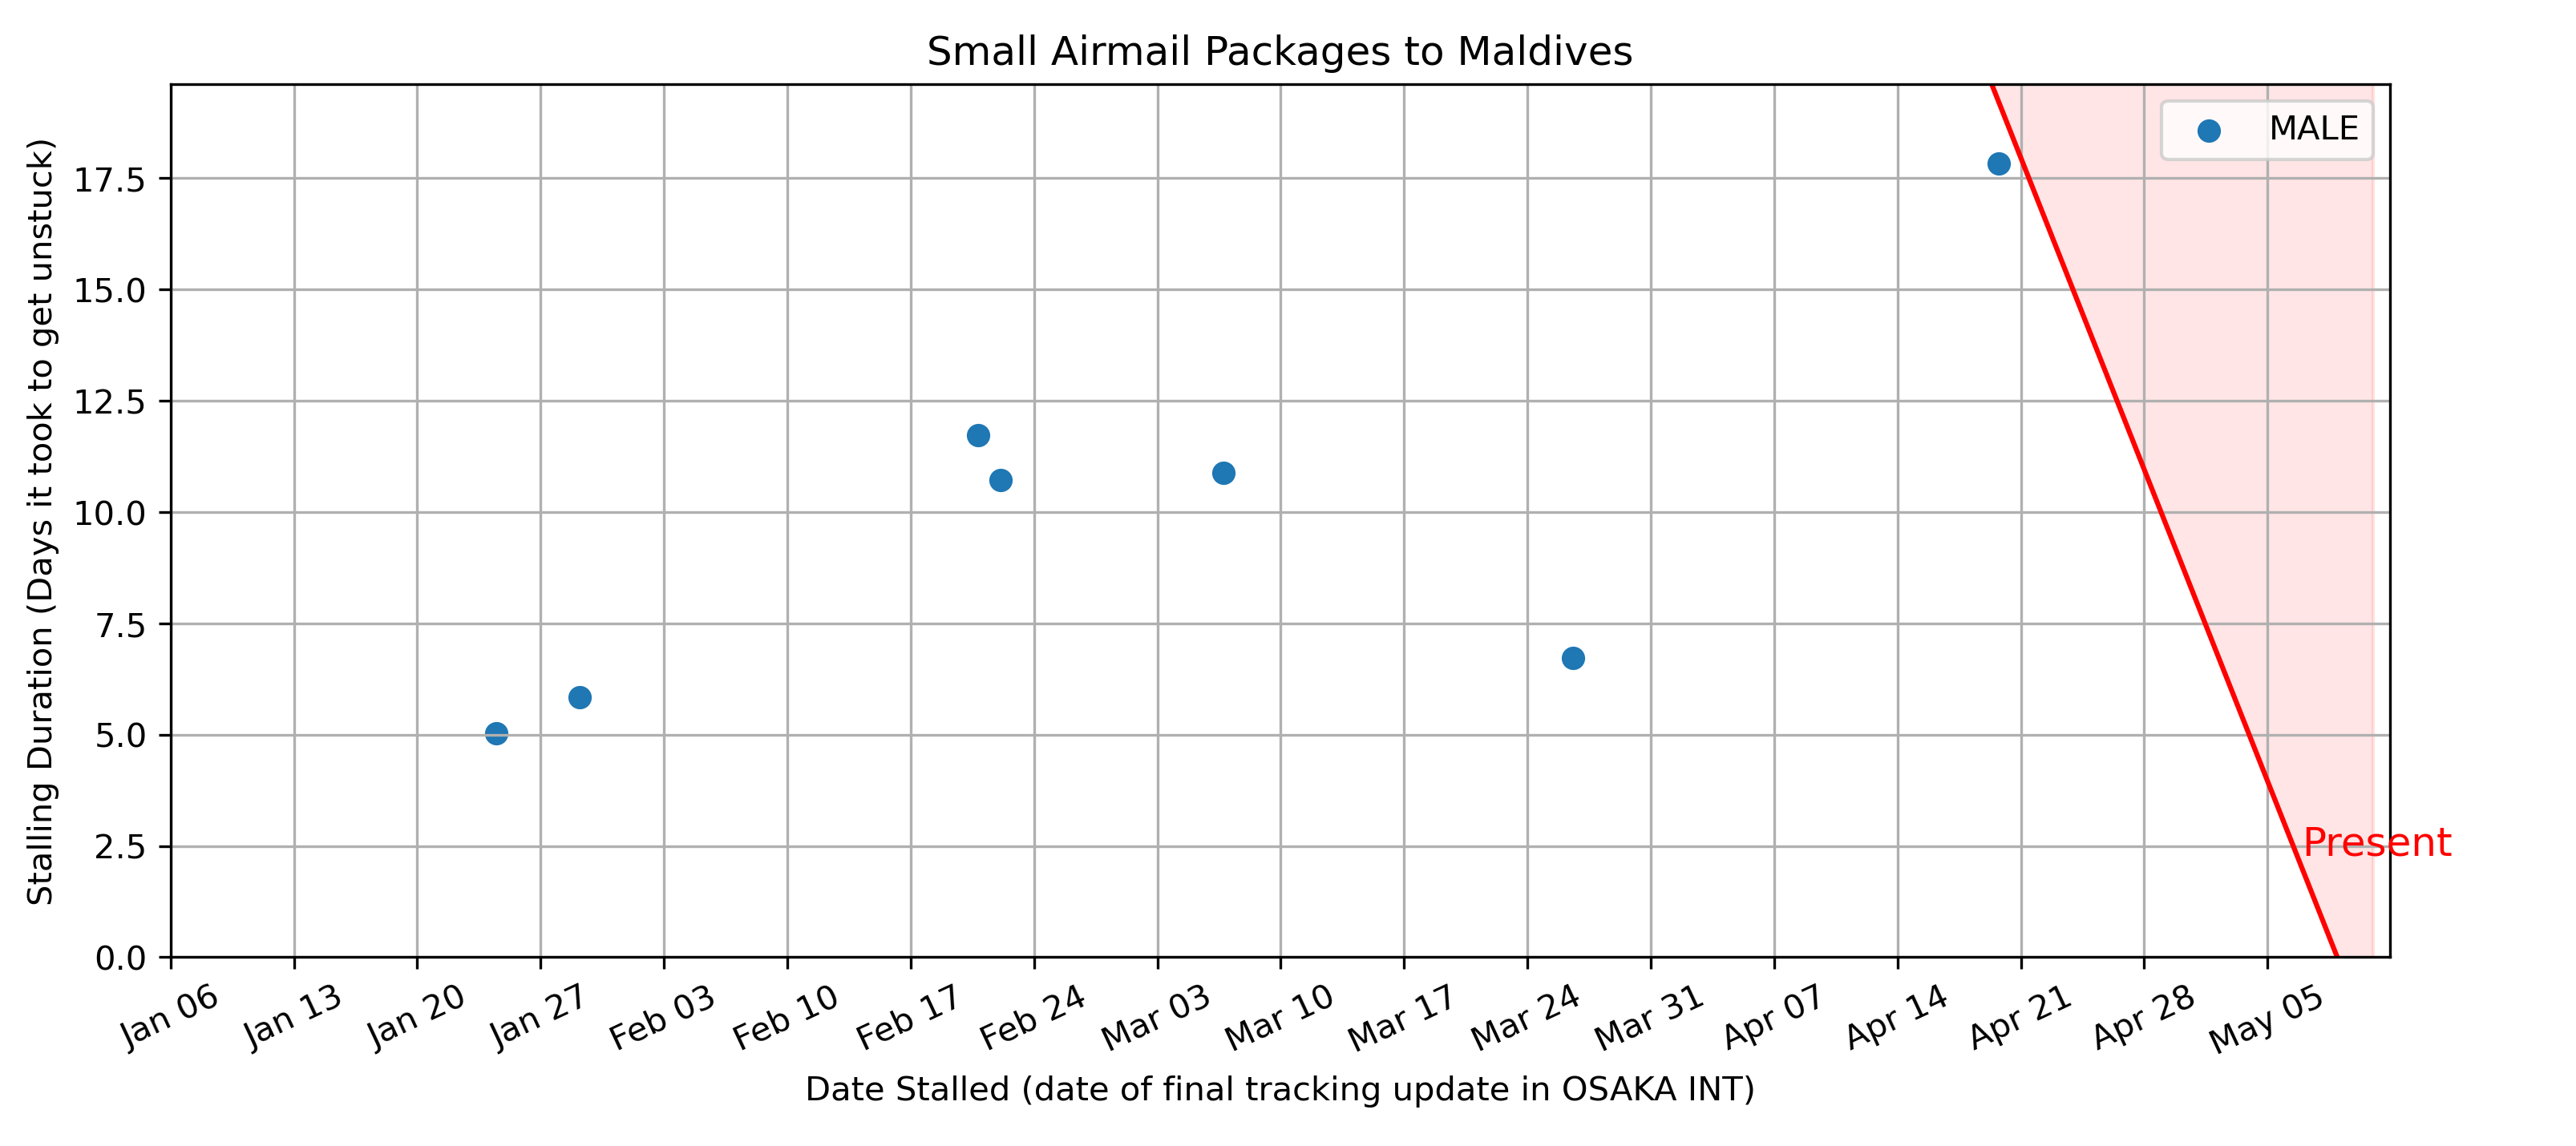 Small Airmail Packages to Maldives
MALE
Stalling Duration (Days it took to get unstuck)
17.5
15.0
12.5
10.0
7.5
5.0
2.5
0.0
Present
Jan 06 Jan 13 Jan 20 Jan 27 Feb 03 Feb 10 Feb 17 Feb 24 Mar 03 Mar 10 Mar 17 Mar 24 Mar 31 Apr 07 Apr 14 Apr 21 Apr 28 May 05
Date Stalled (date of final tracking update in OSAKA INT)